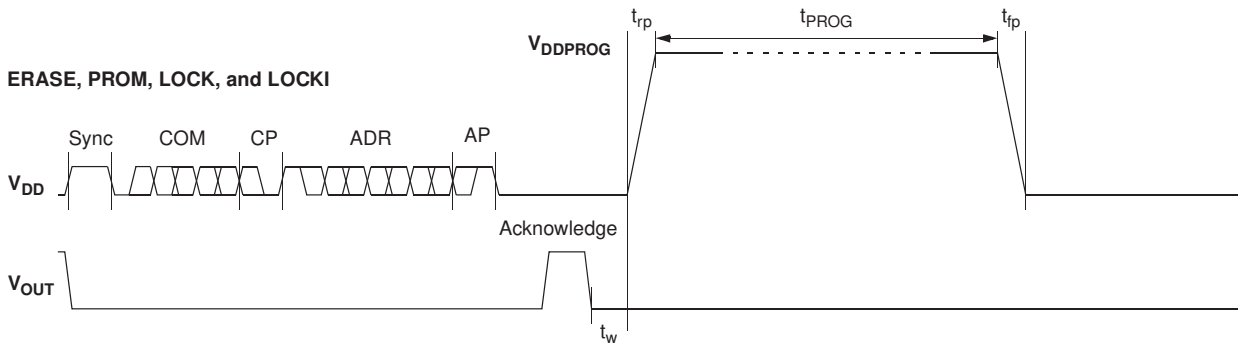 t_rp t_PROG t_fp
V_DDPROG
ERASE, PROM, LOCK, and LOCKI
Sync COM CP ADR AP
V_DD
Acknowledge
V_OUT
t_w